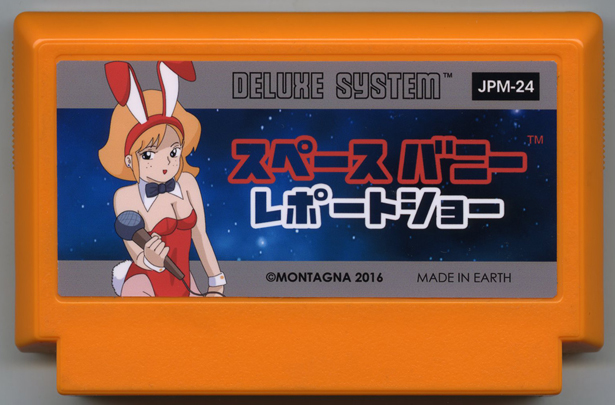 DELUXE SYSTEM™
JPM-24
スペース バニー™
レポートショー
©MONTAGNA 2016
MADE IN EARTH